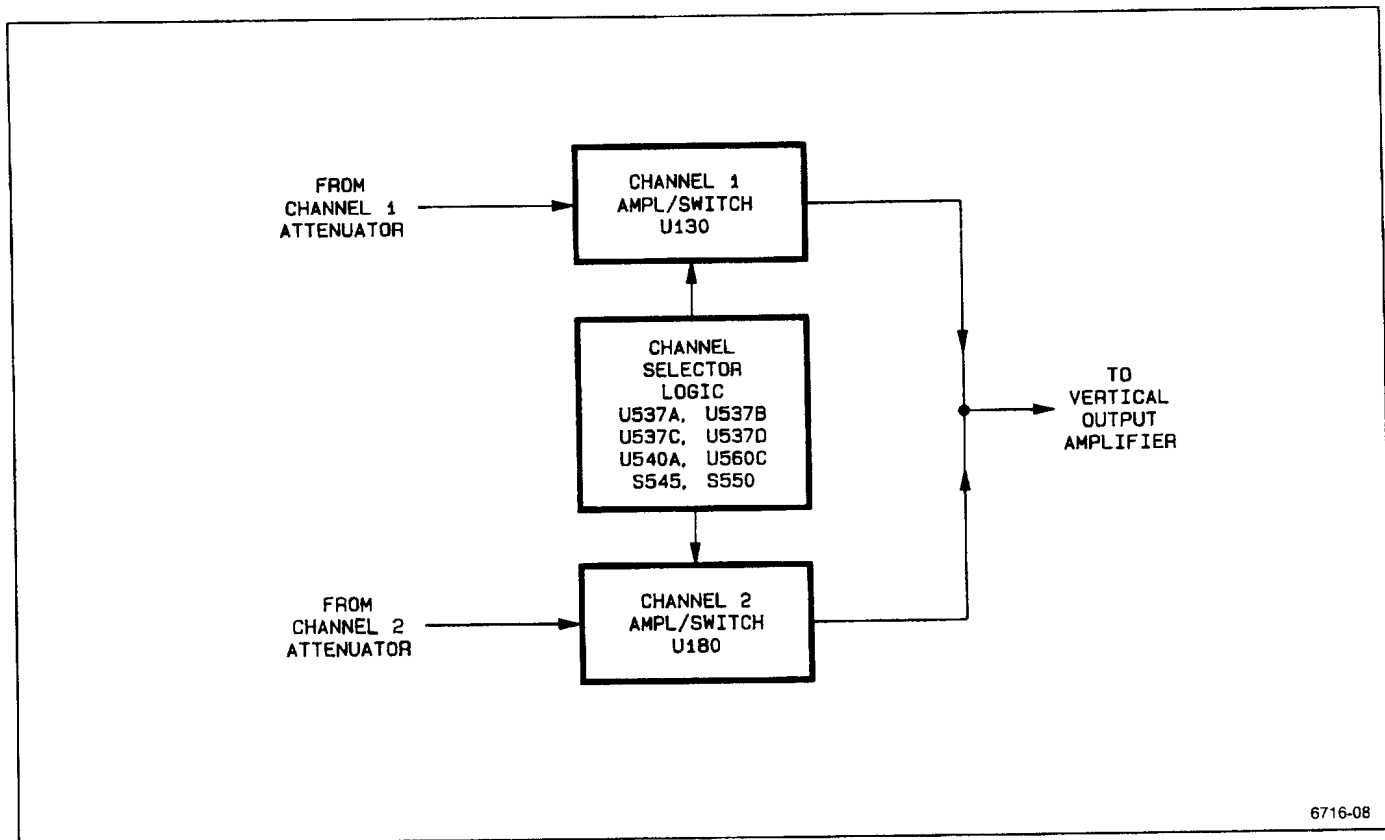 FROM
CHANNEL 1
ATTENUATOR
CHANNEL 1
AMPL/SWITCH
U130
CHANNEL
SELECTOR
LOGIC
U537A, U537B
U537C, U537D
U540A, U560C
S545, S550
TO
VERTICAL
OUTPUT
AMPLIFIER
FROM
CHANNEL 2
ATTENUATOR
CHANNEL 2
AMPL/SWITCH
U180
6716-08